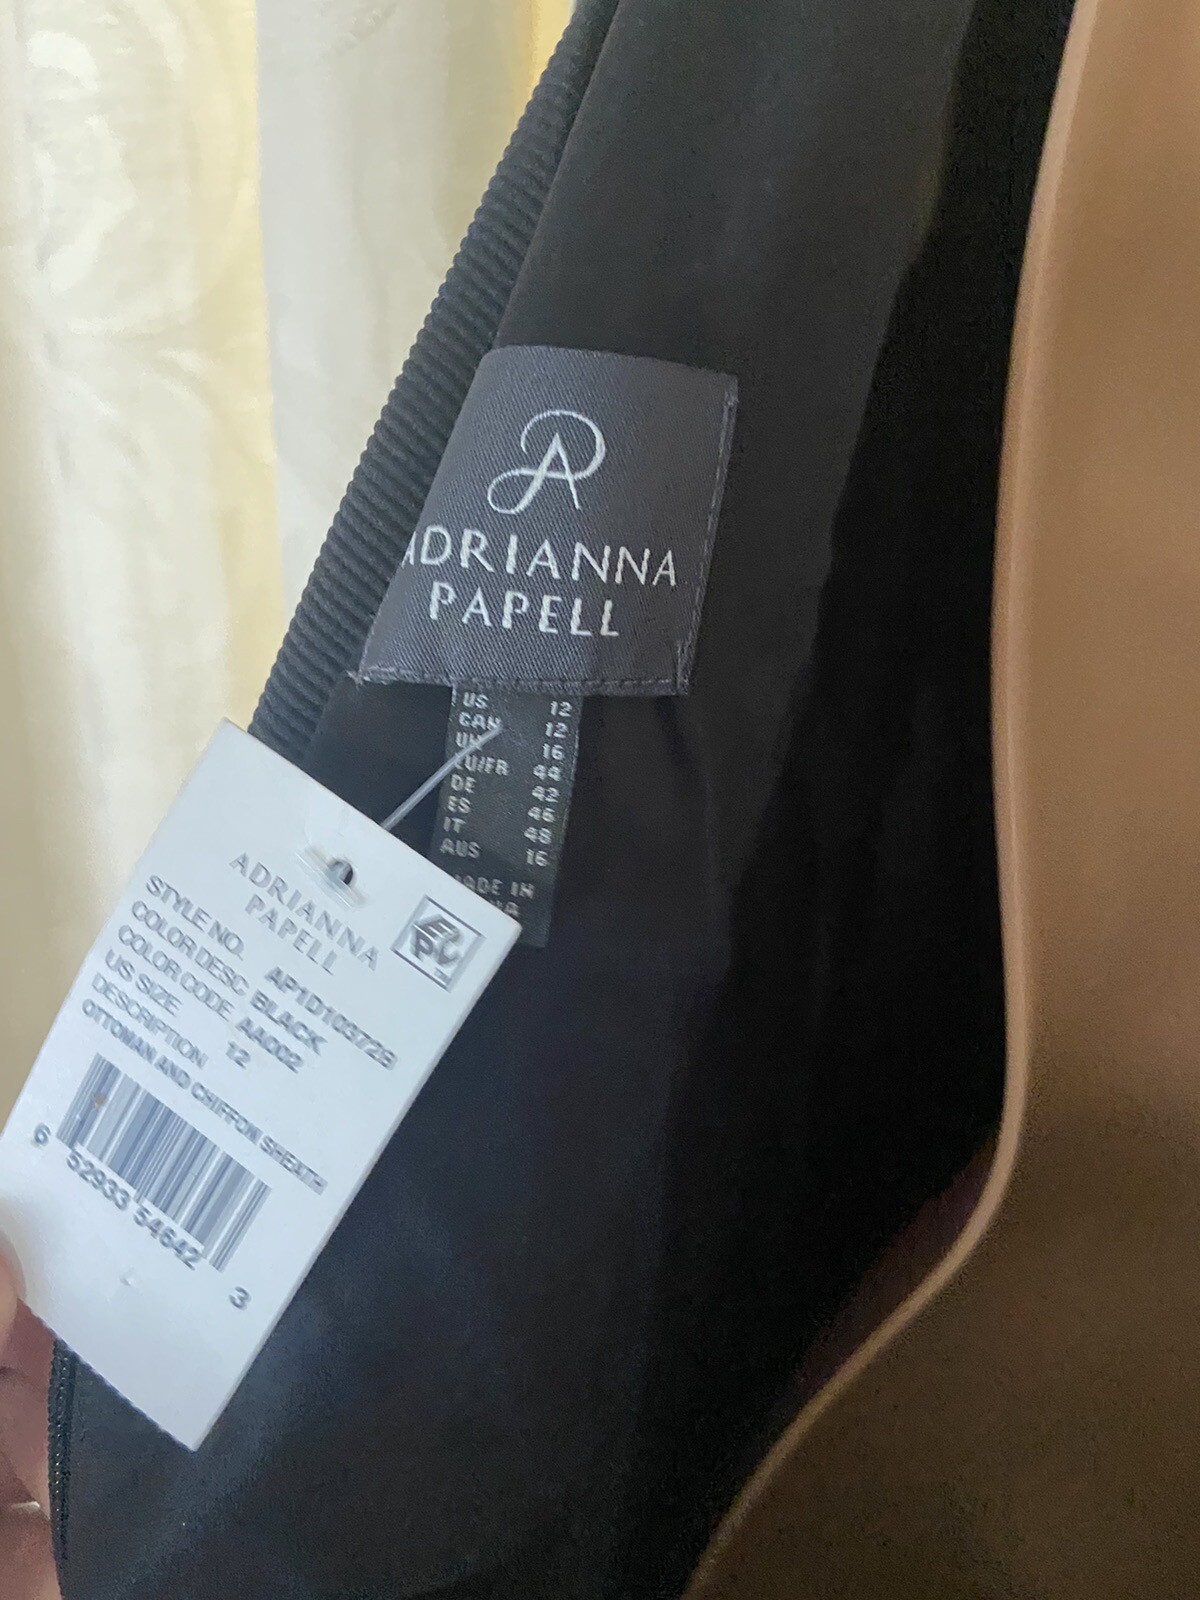 ADRIANNA
PAPELL
US 12
CAN 12
UK 16
EU/FR 44
DE 42
ES 46
IT 48
AUS 16
MADE IN
ADRIANNA
PAPELL
EPC
STYLE NO. AP1D103729
COLOR DESC BLACK
COLOR CODE AA002
US SIZE 12
DESCRIPTION
OTTOMAN AND CHIFFON SHEATH
6 52933 54642 3